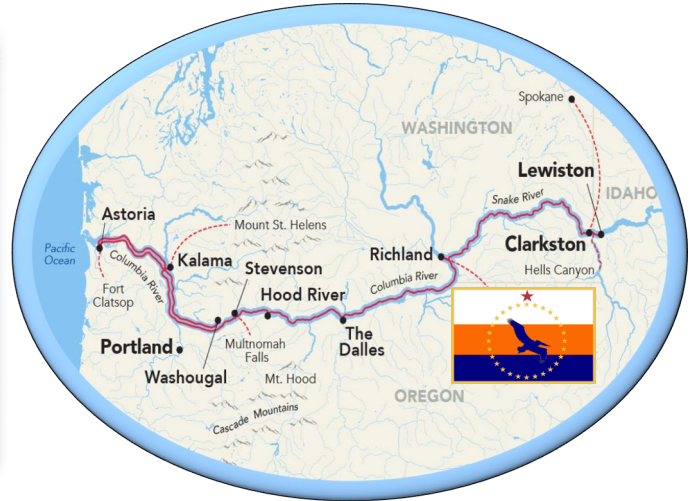 Spokane
WASHINGTON
Lewiston
IDAHO
Snake River
Astoria
Mount St. Helens
Clarkston
Pacific
Ocean
Kalama
Richland
Columbia River
Stevenson
Hells Canyon
Columbia River
Fort
Clatsop
Hood River
The
Dalles
Portland
Multnomah
Falls
Washougal
Mt. Hood
OREGON
Cascade Mountains